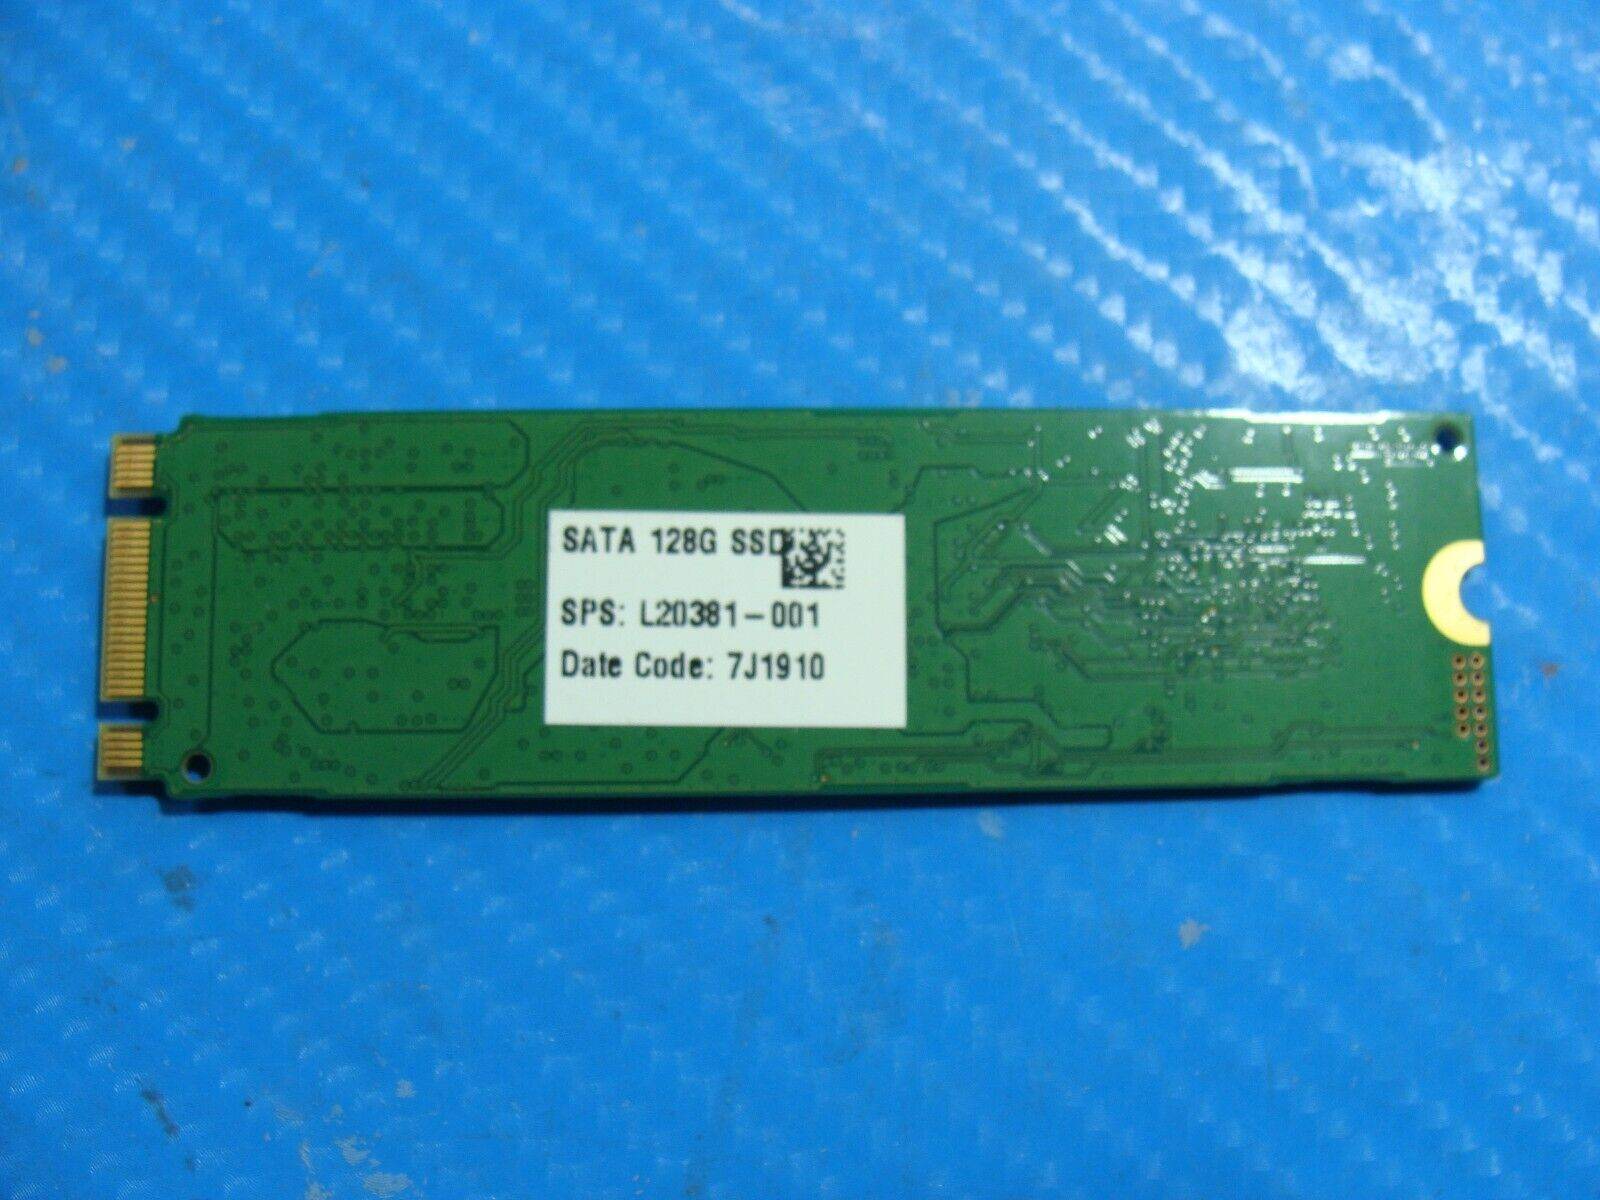 SATA 128G SSD
SPS: L20381-001
Date Code: 7J1910